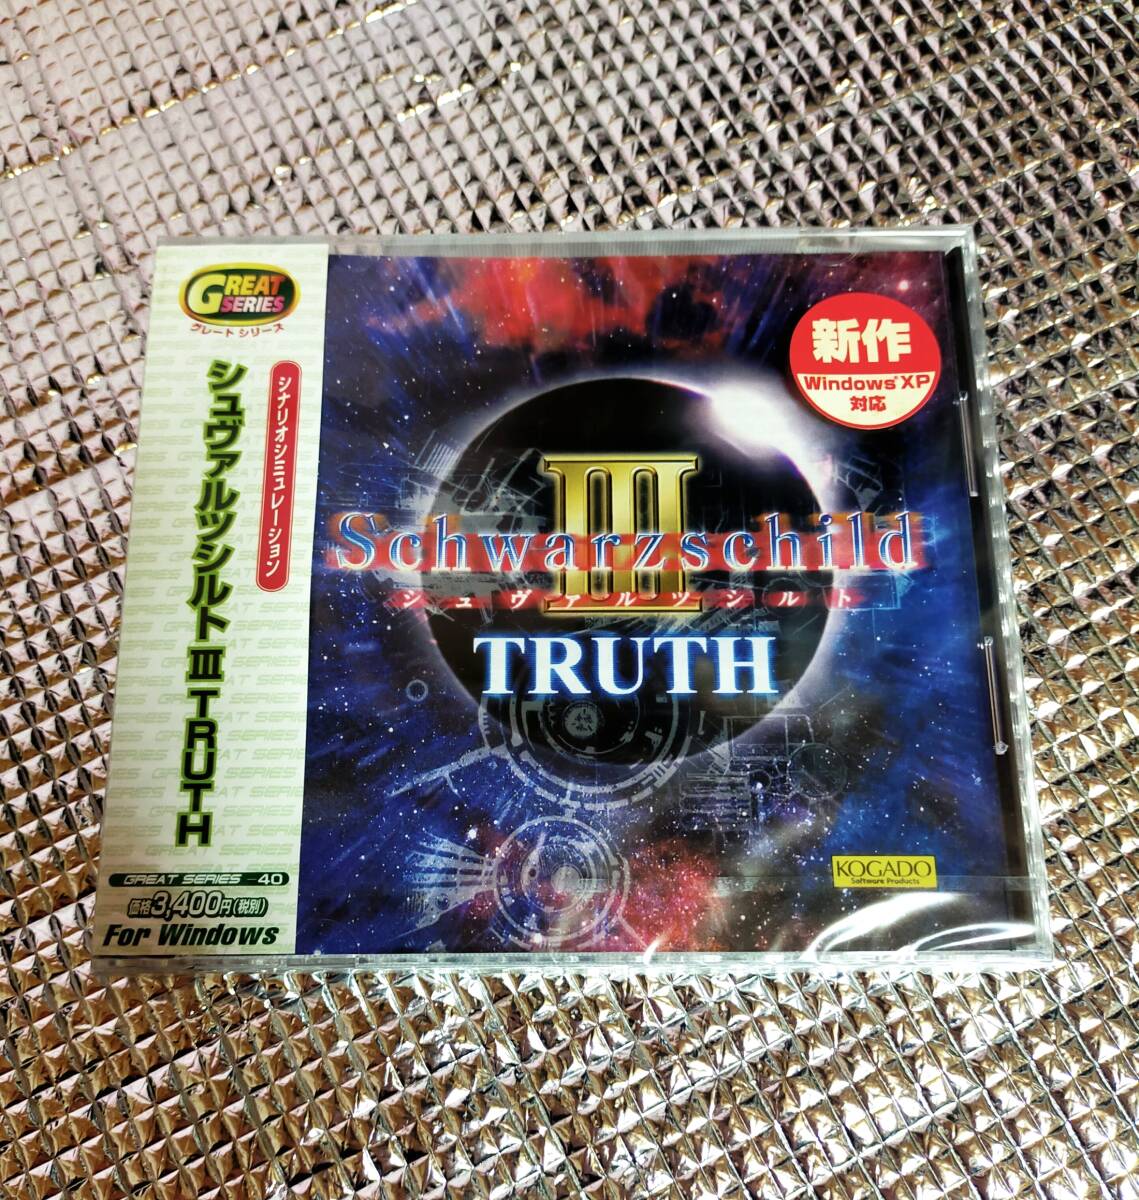 GREAT
SERIES
グレートシリーズ
シナリオシミュレーション
シュヴァルツシルトIII TRUTH
GREAT SERIES -40
価格3,400円(税別)
For Windows
新作
Windows®XP
対応
III
Schwarzschild
シュヴァルツシルト
TRUTH
KOGADO
Software Products